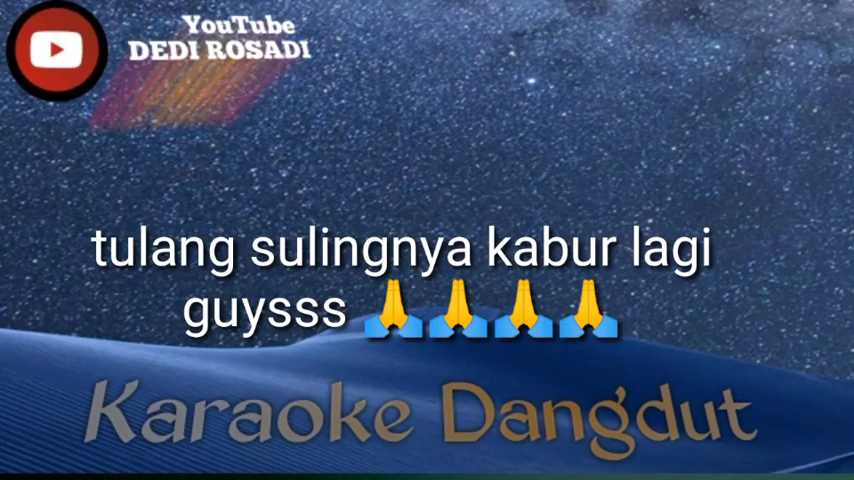 YouTube
DEDI ROSADI
tulang sulingnya kabur lagi
guysss 🙏🙏🙏🙏
Karaoke Dangdut